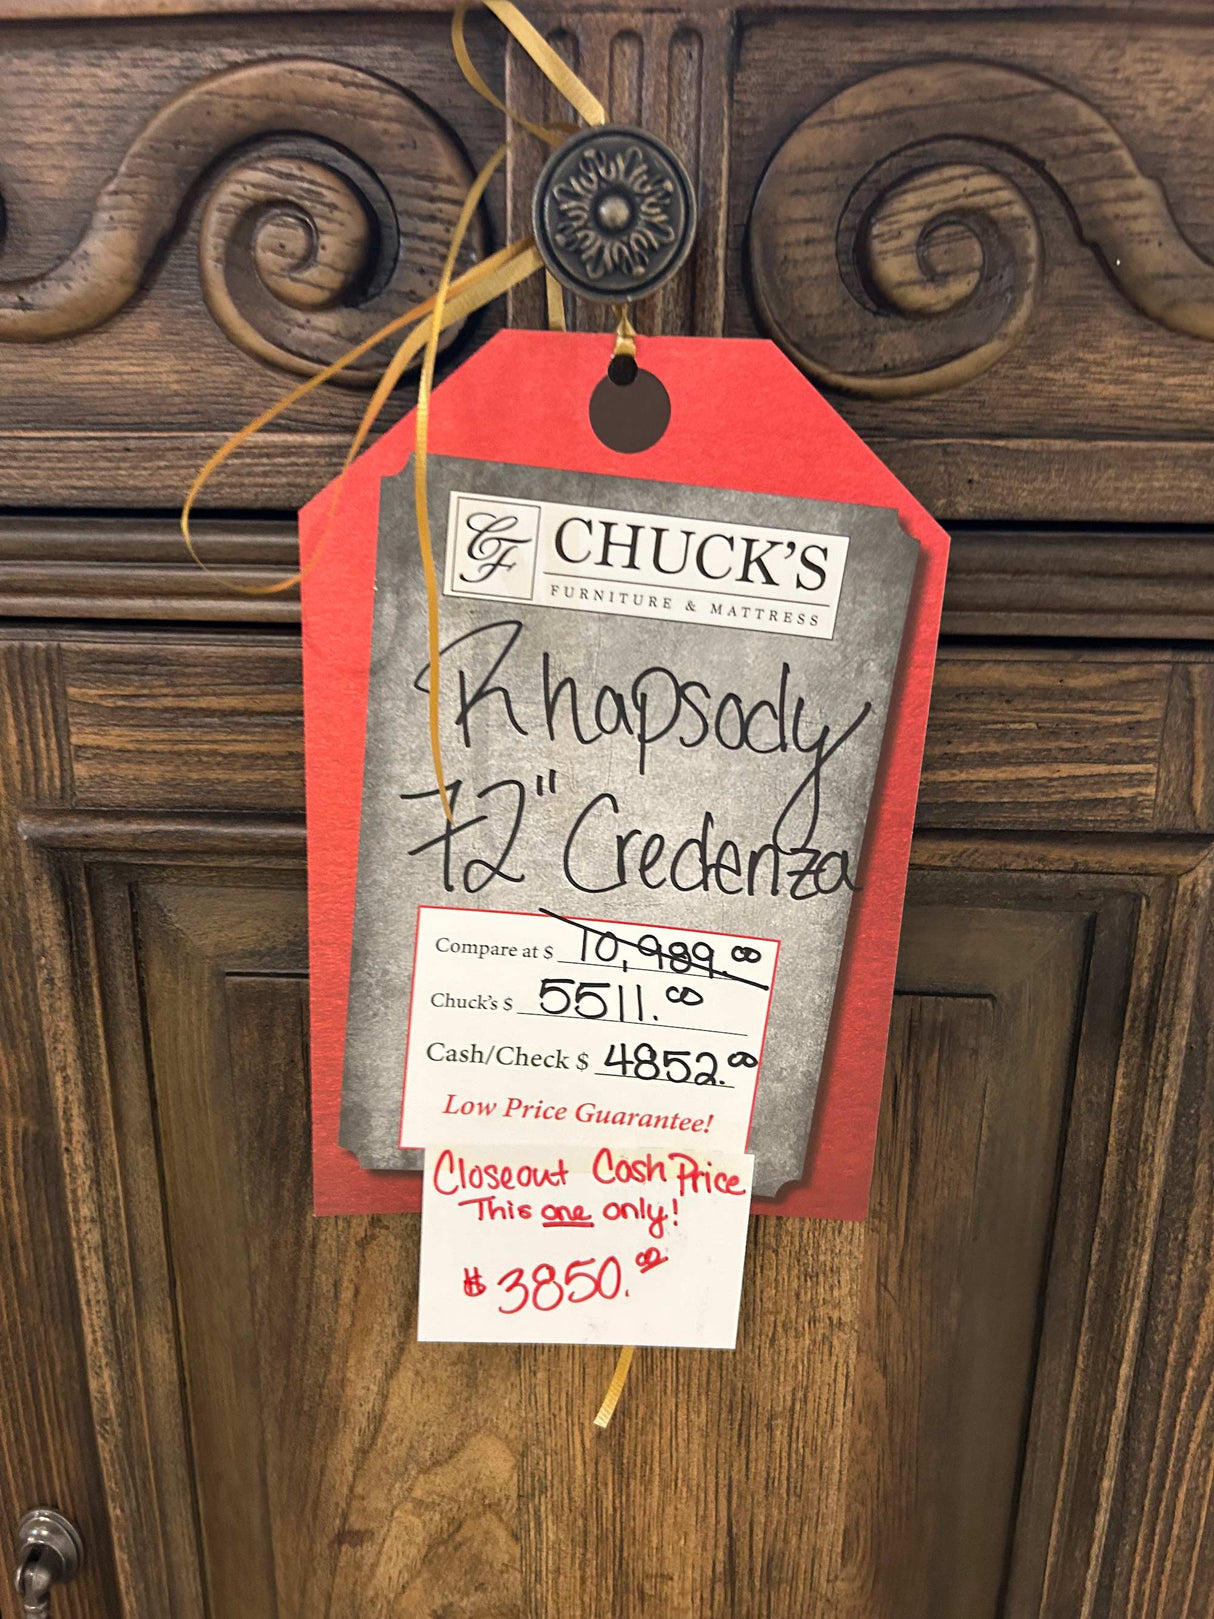 CF CHUCK'S
FURNITURE & MATTRESS
Rhapsody
72" Credenza
Compare at $ 10,989.00
Chuck's $ 5511.00
Cash/Check $ 4852.00
Low Price Guarantee!
Closeout Cash Price
This one only!
$3850.00